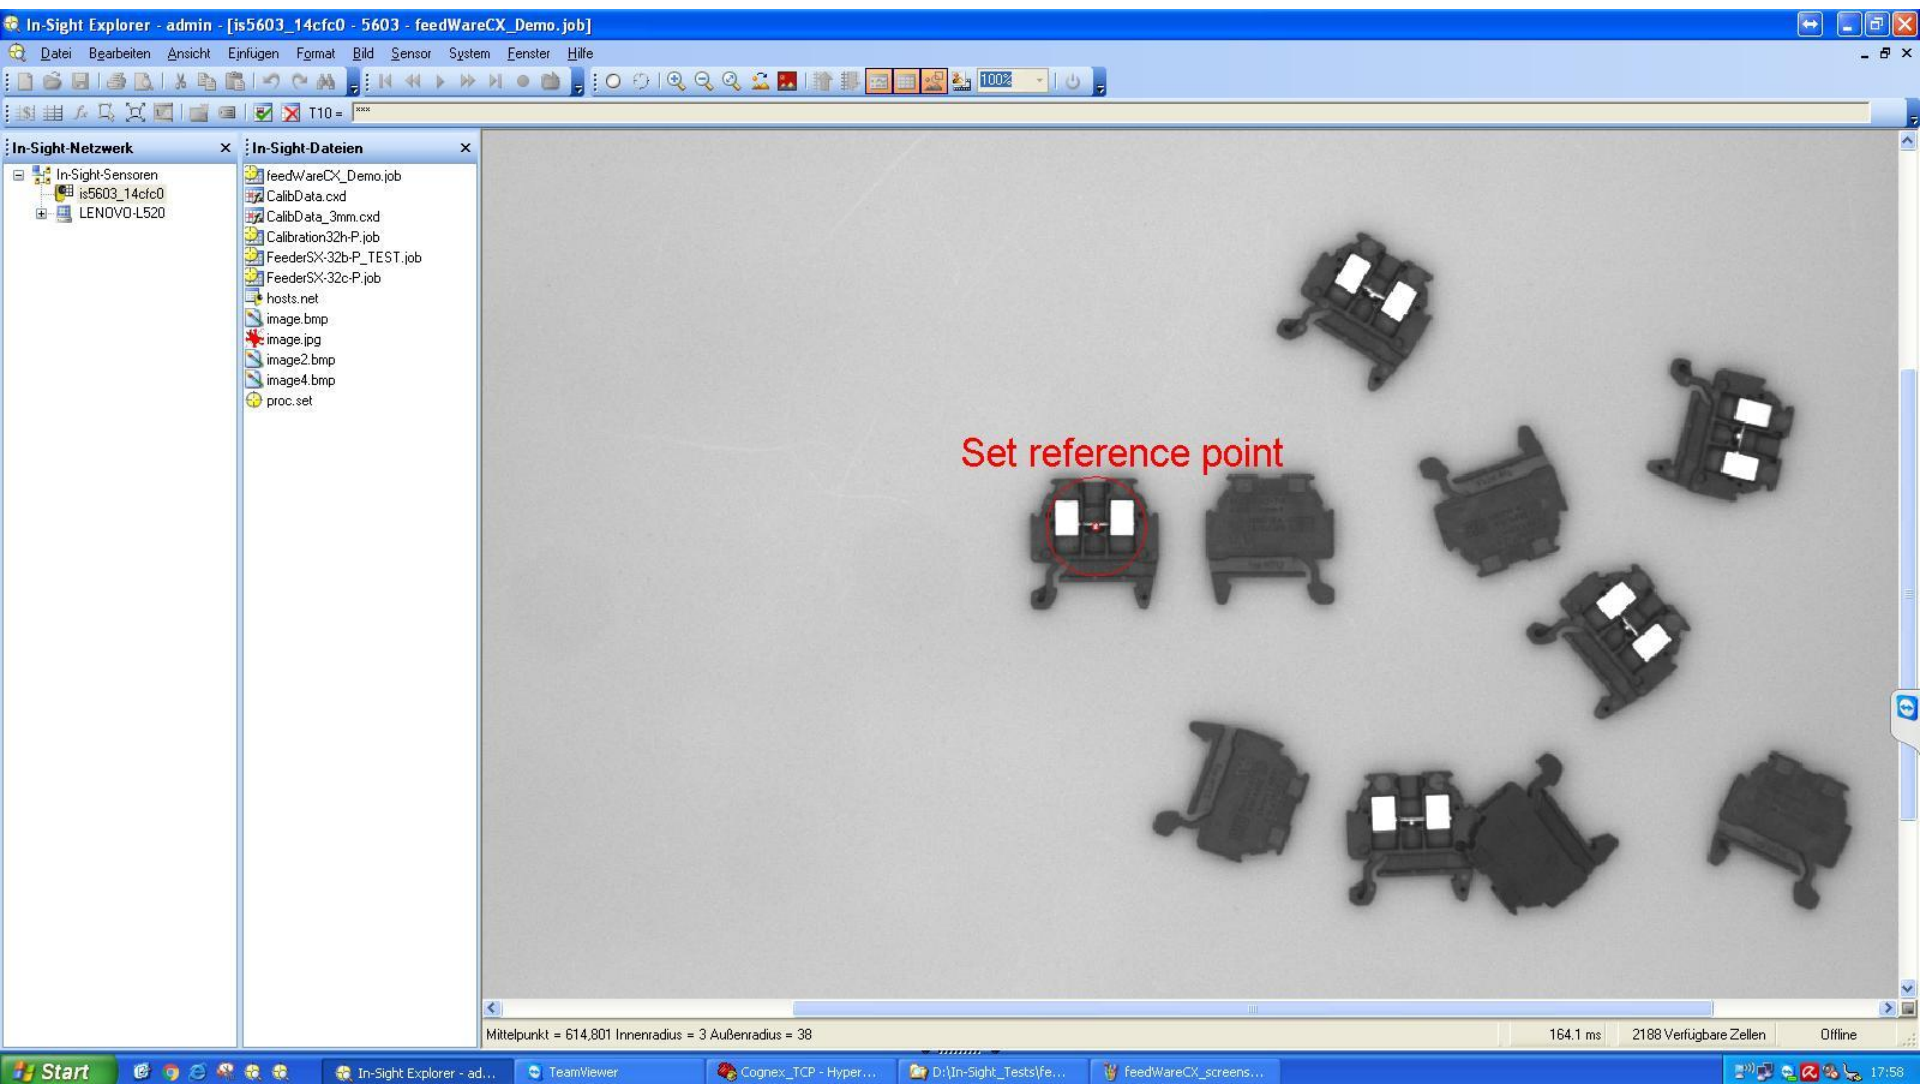 In-Sight Explorer - admin - [is5603_14cfc0 - 5603 - feedWareCX_Demo.job]
Datei Bearbeiten Ansicht Einfügen Format Bild Sensor System Fenster Hilfe
100%
T10 = ***
In-Sight-Netzwerk
In-Sight-Sensoren
is5603_14cfc0
LENOVO-L520
In-Sight-Dateien
feedWareCX_Demo.job
CalibData.cxd
CalibData_3mm.cxd
Calibration32h-P.job
FeederSX-32b-P_TEST.job
FeederSX-32c-P.job
hosts.net
image.bmp
image.jpg
image2.bmp
image4.bmp
proc.set
Set reference point
Mittelpunkt = 614,801 Innenradius = 3 Außenradius = 38
164.1 ms 2188 Verfügbare Zellen Offline
Start In-Sight Explorer - ad... TeamViewer Cognex_TCP - Hyper... D:\In-Sight_Tests\fe... feedWareCX_screens... 17:58